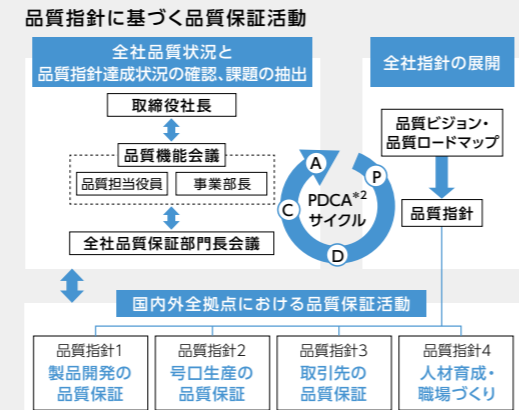 品質指針に基づく品質保証活動
全社品質状況と
品質指針達成状況の確認、課題の抽出
取締役社長
品質機能会議
品質担当役員
事業部長
全社品質保証部門長会議
全社指針の展開
品質ビジョン・
品質ロードマップ
品質指針
A
P
C
D
PDCA*2
サイクル
国内外全拠点における品質保証活動
品質指針1
製品開発の
品質保証
品質指針2
号口生産の
品質保証
品質指針3
取引先の
品質保証
品質指針4
人材育成・
職場づくり